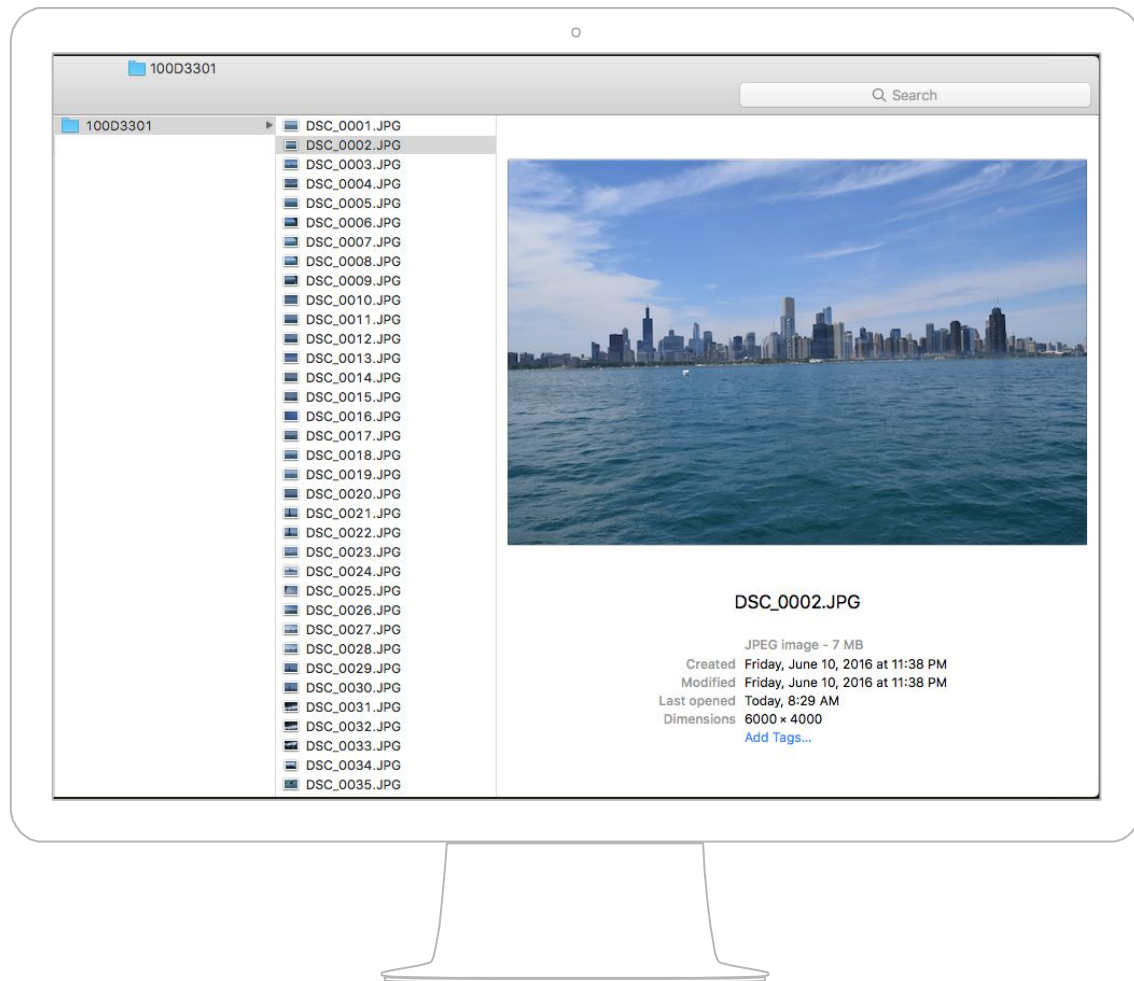 100D3301
Search
100D3301
DSC_0001.JPG
DSC_0002.JPG
DSC_0003.JPG
DSC_0004.JPG
DSC_0005.JPG
DSC_0006.JPG
DSC_0007.JPG
DSC_0008.JPG
DSC_0009.JPG
DSC_0010.JPG
DSC_0011.JPG
DSC_0012.JPG
DSC_0013.JPG
DSC_0014.JPG
DSC_0015.JPG
DSC_0016.JPG
DSC_0017.JPG
DSC_0018.JPG
DSC_0019.JPG
DSC_0020.JPG
DSC_0021.JPG
DSC_0022.JPG
DSC_0023.JPG
DSC_0024.JPG
DSC_0025.JPG
DSC_0026.JPG
DSC_0027.JPG
DSC_0028.JPG
DSC_0029.JPG
DSC_0030.JPG
DSC_0031.JPG
DSC_0032.JPG
DSC_0033.JPG
DSC_0034.JPG
DSC_0035.JPG
DSC_0002.JPG
JPEG image - 7 MB
Created Friday, June 10, 2016 at 11:38 PM
Modified Friday, June 10, 2016 at 11:38 PM
Last opened Today, 8:29 AM
Dimensions 6000 × 4000
Add Tags...